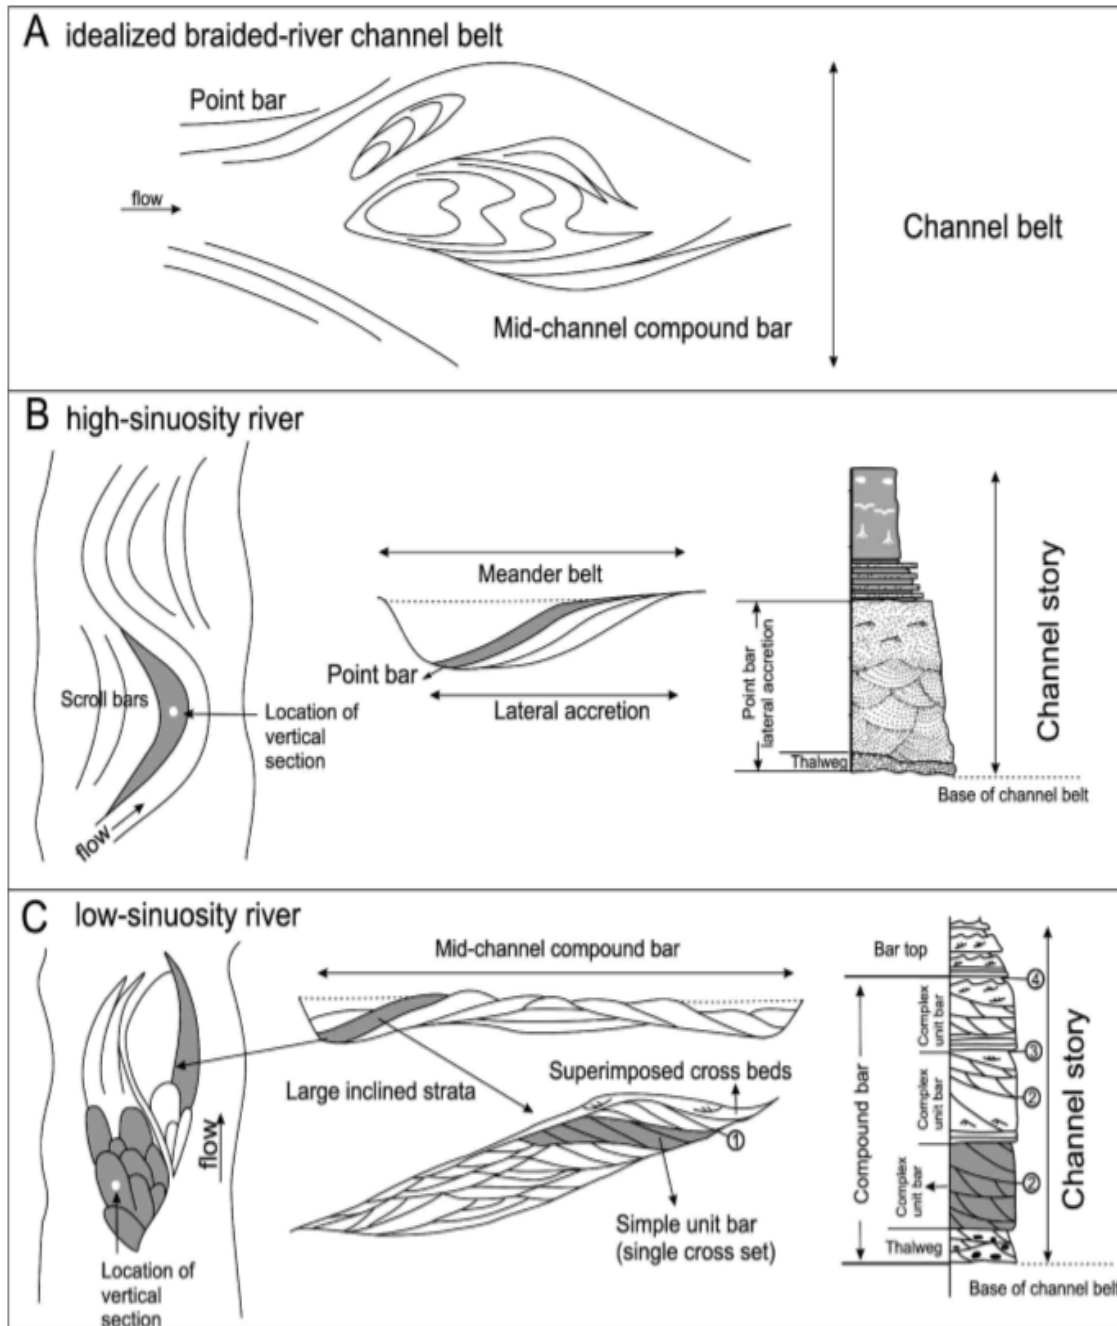 A idealized braided-river channel belt
Point bar
flow
Channel belt
Mid-channel compound bar
B high-sinuosity river
Meander belt
Point bar
Scroll bars
Location of
vertical
section
Lateral accretion
flow
Point bar
lateral accretion
Thalweg
Channel story
Base of channel belt
C low-sinuosity river
Mid-channel compound bar
Large inclined strata
Superimposed cross beds
①
flow
Simple unit bar
(single cross set)
Location of
vertical
section
Bar top
④
Complex
unit bar
③
Complex
unit bar
②
Complex
unit bar
②
Compound bar
Thalweg
Channel story
Base of channel belt